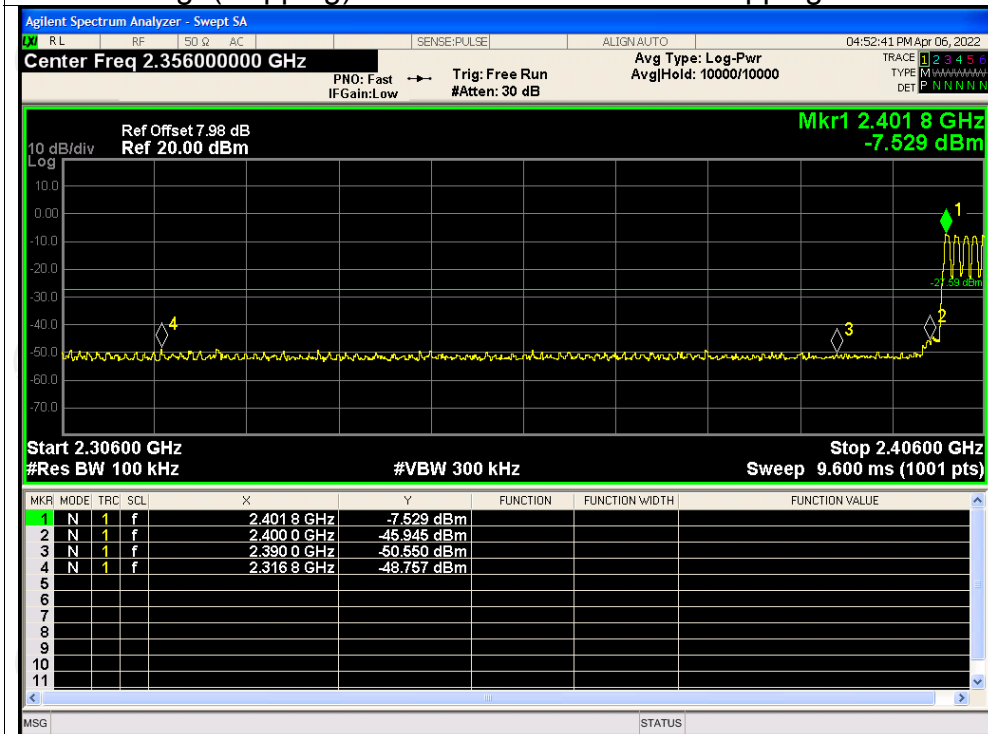 Agilent Spectrum Analyzer - Swept SA
LXI RL RF 50 Ω AC SENSE:PULSE ALIGN AUTO 04:52:41 PM Apr 06, 2022
Center Freq 2.356000000 GHz
PNO: Fast
IFGain:Low
Trig: Free Run
#Atten: 30 dB
Avg Type: Log-Pwr
Avg|Hold: 10000/10000
TRACE 1 2 3 4 5 6
TYPE M W W W W W
DET P N N N N N
Mkr1 2.401 8 GHz
-7.529 dBm
Ref Offset 7.98 dB
10 dB/div Ref 20.00 dBm
Log
10.0
0.00
-10.0
-20.0
-30.0
-40.0
-50.0
-60.0
-70.0
1
-27.59 dBm
2
3
4
Start 2.30600 GHz Stop 2.40600 GHz
#Res BW 100 kHz #VBW 300 kHz Sweep 9.600 ms (1001 pts)
MKR MODE TRC SCL X Y FUNCTION FUNCTION WIDTH FUNCTION VALUE
1 N 1 f 2.401 8 GHz -7.529 dBm
2 N 1 f 2.400 0 GHz -45.945 dBm
3 N 1 f 2.390 0 GHz -50.550 dBm
4 N 1 f 2.316 8 GHz -48.757 dBm
5
6
7
8
9
10
11
MSG STATUS